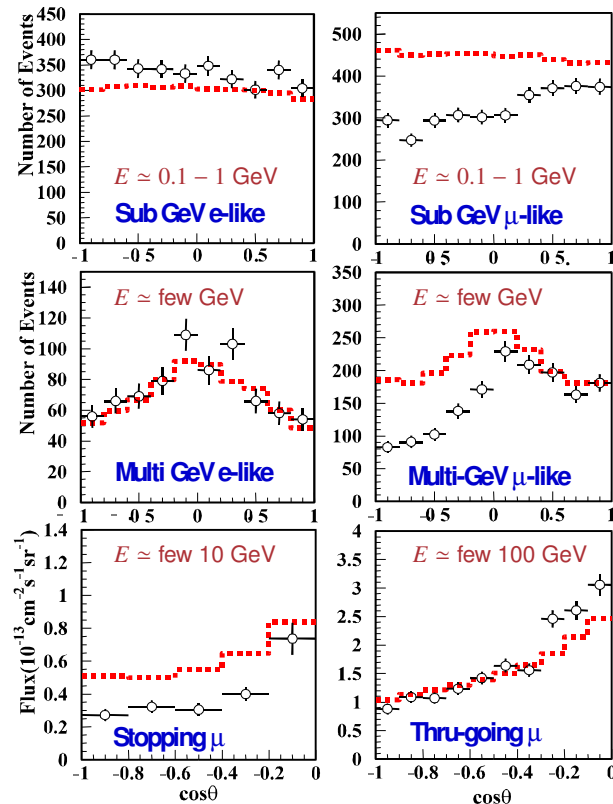 Number of Events
450
400
350
300
250
200
150
100
50
0
E ≃ 0.1 − 1 GeV
Sub GeV e-like
-1 - 0 5 0 0.5 1
500
400
300
200
100
0
E ≃ 0.1 − 1 GeV
Sub GeV μ-like
-1 - 0 5 0 0 5. 1
Number of Events
140
120
100
80
60
40
20
0
E ≃ few GeV
Multi GeV e-like
- - 0 5 0 0 5 1
350
300
250
200
150
100
50
0
E ≃ few GeV
Multi-GeV μ-like
-1 - 0 5 0 0.5 1
Flux(10⁻¹³cm⁻²s⁻¹sr⁻¹)
1.4
1.2
1
0.8
0.6
0.4
0.2
0
E ≃ few 10 GeV
Stopping μ
-1 -0.8 -0.6 -0.4 -0.2 0
cosθ
4
3.5
3
2.5
2
1.5
1
0.5
0
E ≃ few 100 GeV
Thru-going μ
-1 -0.8 -0.6 -0.4 -0.2 0
cosθ